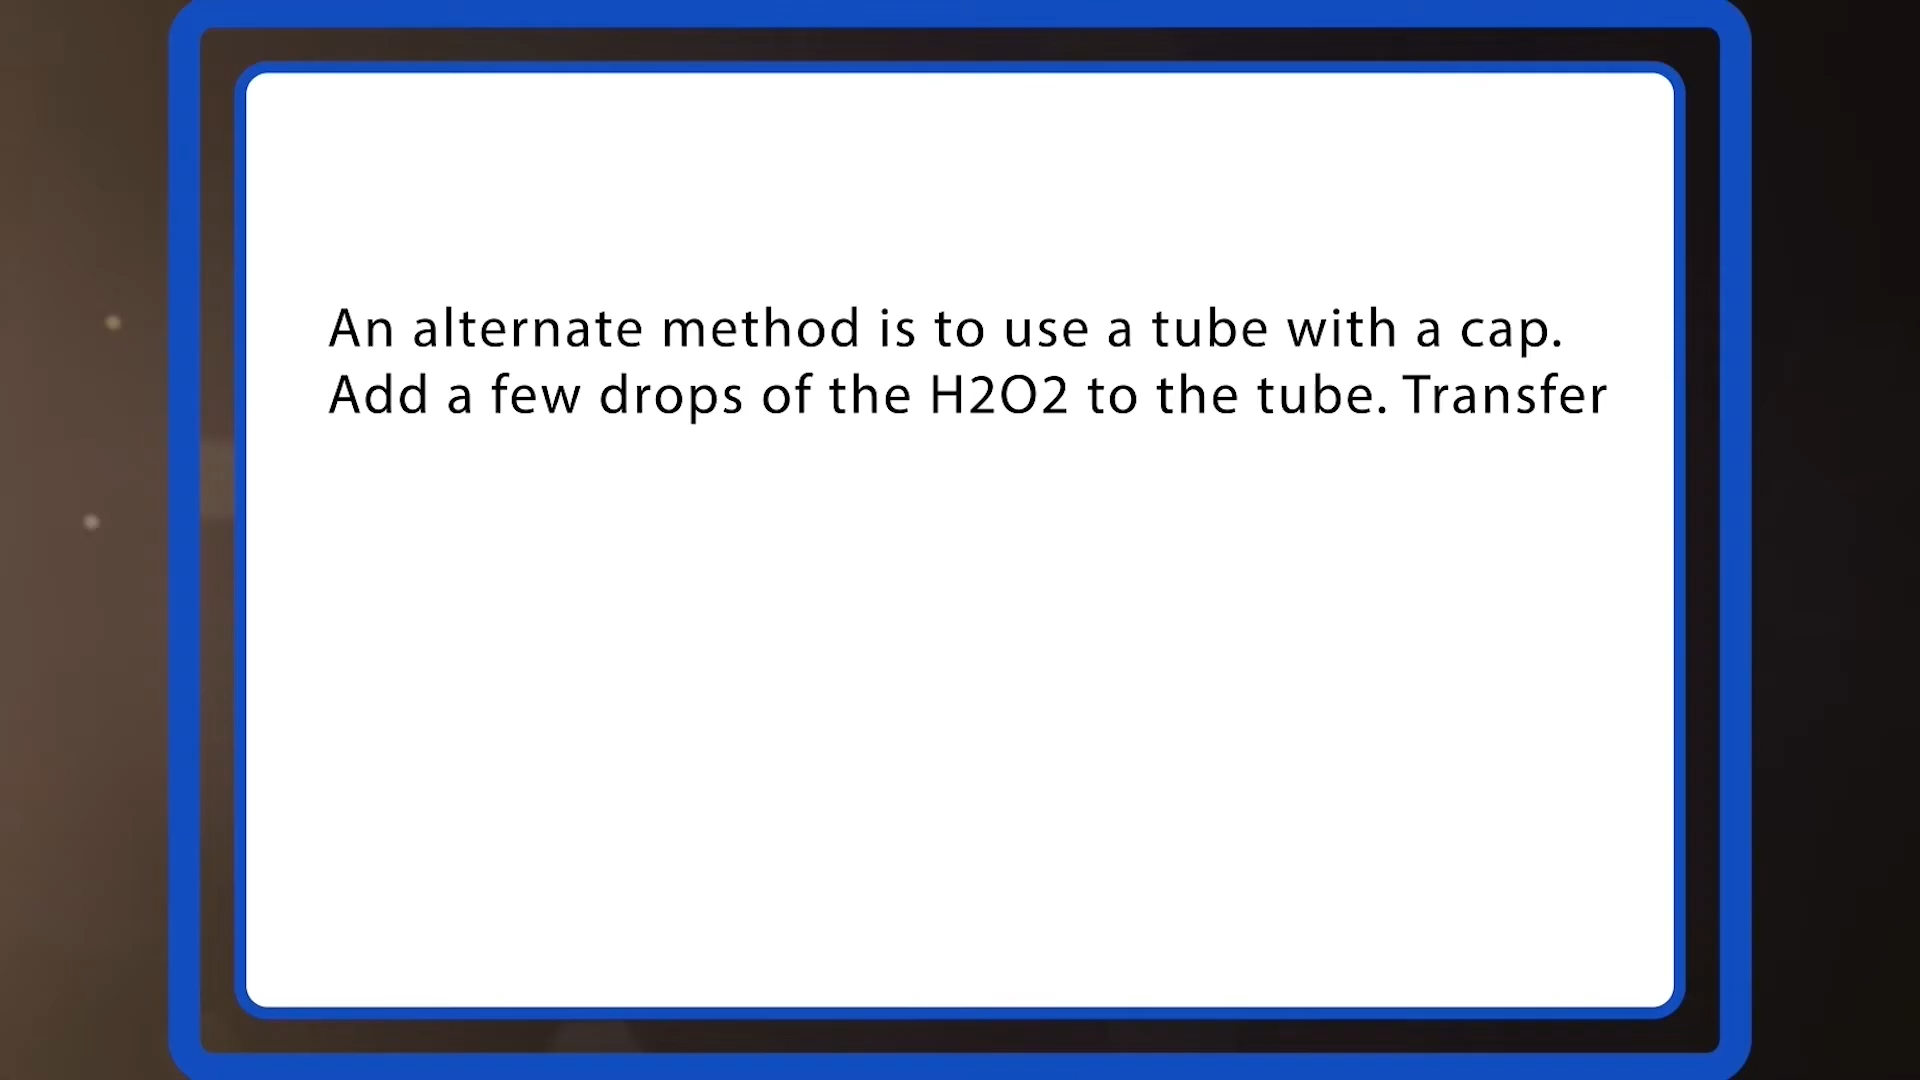 An alternate method is to use a tube with a cap.
Add a few drops of the H2O2 to the tube. Transfer